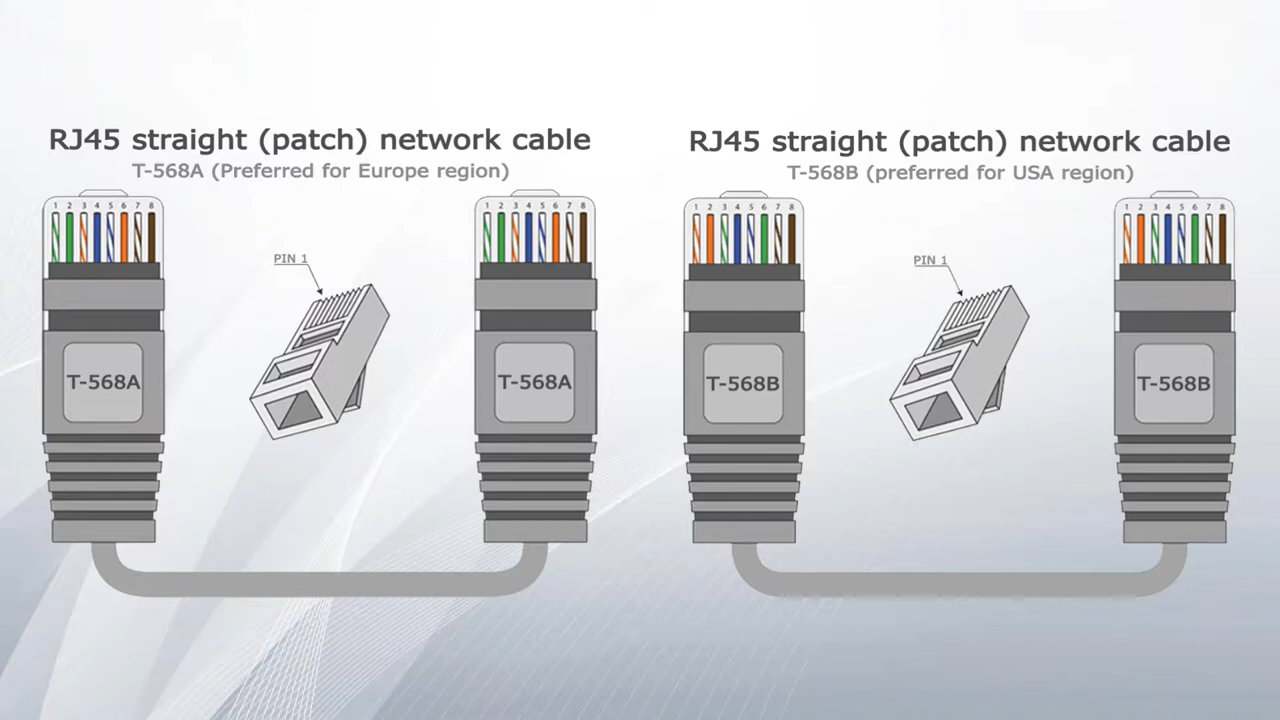 RJ45 straight (patch) network cable
T-568A (Preferred for Europe region)
1 2 3 4 5 6 7 8
1 2 3 4 5 6 7 8
PIN 1
T-568A
T-568A
RJ45 straight (patch) network cable
T-568B (preferred for USA region)
1 2 3 4 5 6 7 8
1 2 3 4 5 6 7 8
PIN 1
T-568B
T-568B